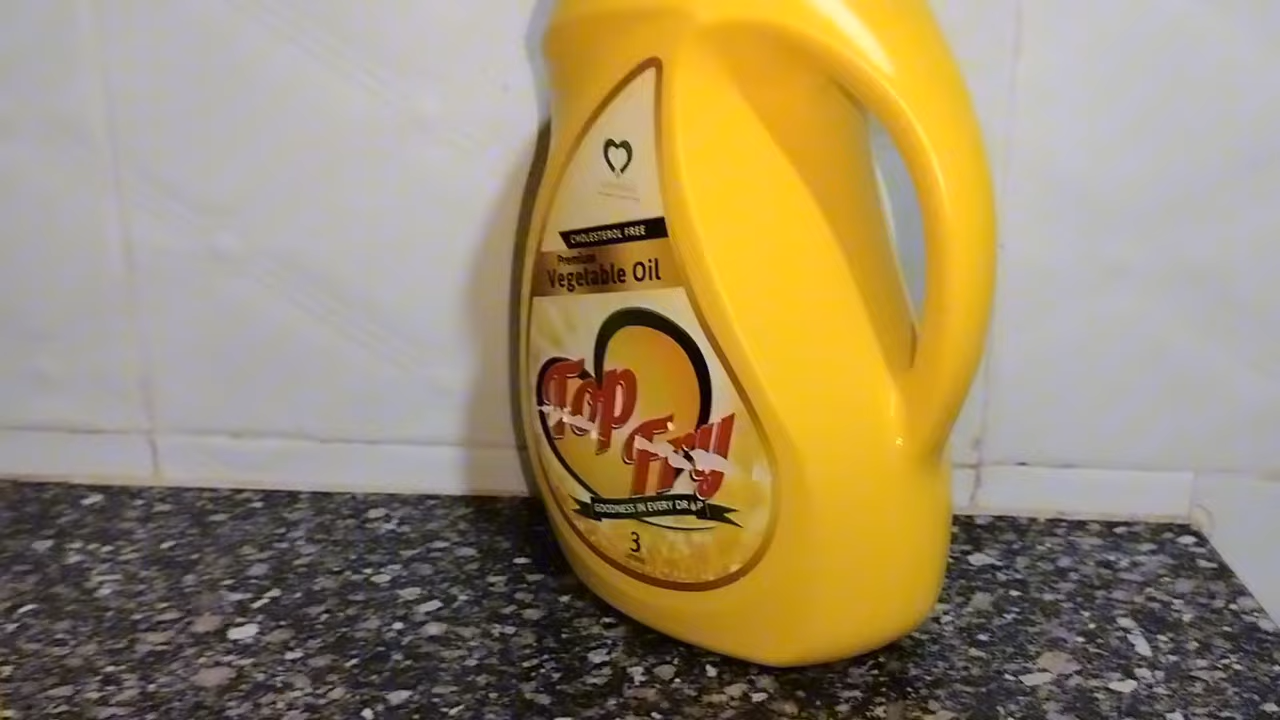 CHOLESTEROL FREE
Premium
Vegetable Oil
Top
Fry
GOODNESS IN EVERY DROP
3